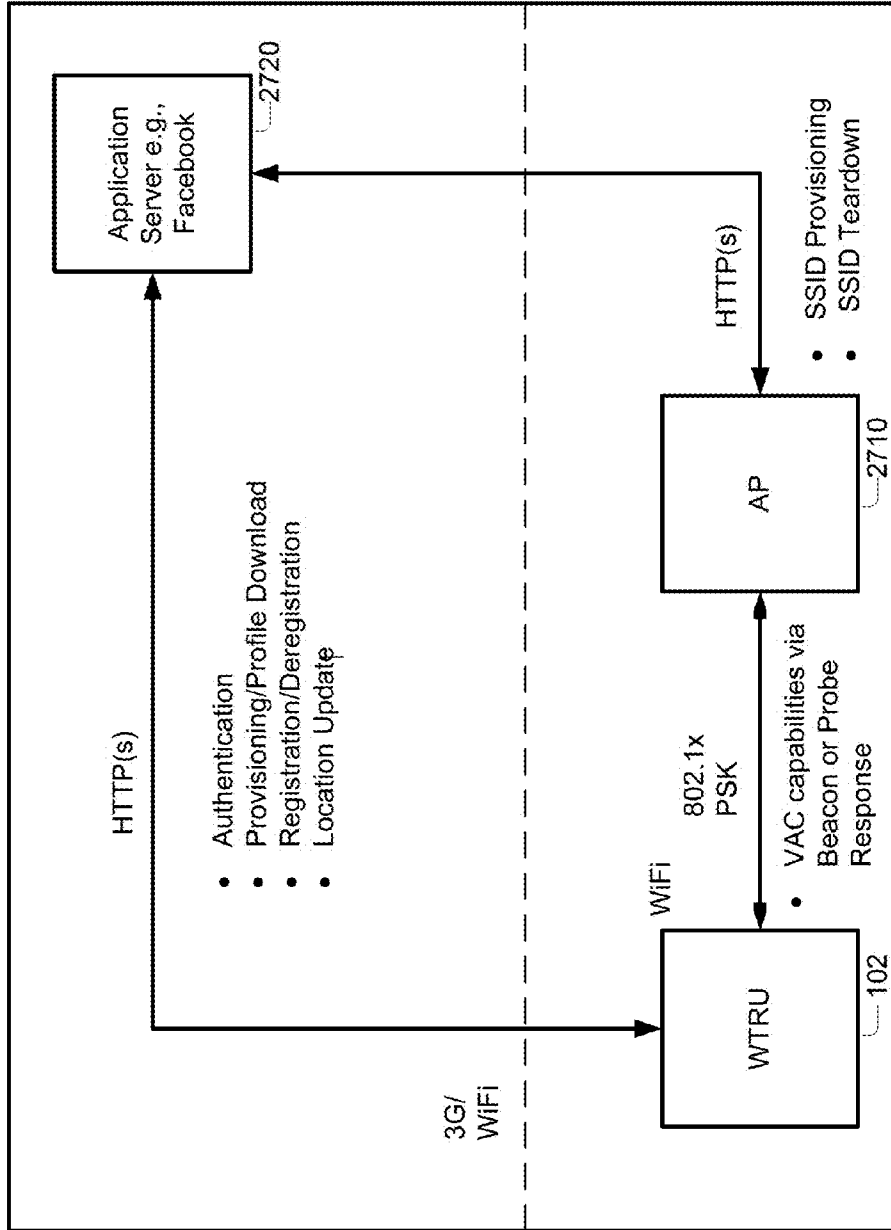 HTTP(s)
Application
Server e.g.,
Facebook
2720
• Authentication
• Provisioning/Profile Download
• Registration/Deregistration
• Location Update
3G/
WiFi
HTTP(s)
WiFi
802.1x
PSK
WTRU
102
• VAC capabilities via
Beacon or Probe
Response
AP
2710
• SSID Provisioning
• SSID Teardown